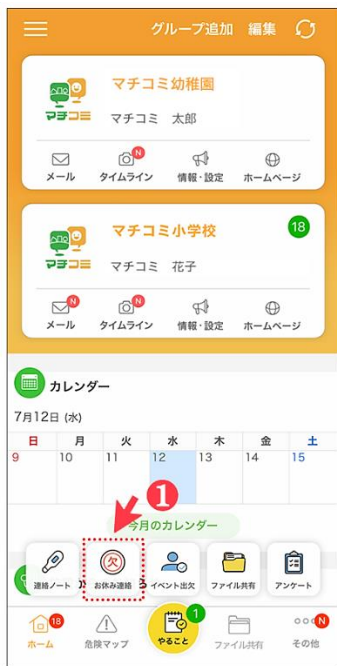 グループ追加 編集
マチコミ幼稚園
マチコミ
マチコミ 太郎
N
メール タイムライン 情報・設定 ホームページ
マチコミ小学校
18
マチコミ
マチコミ 花子
N N
メール タイムライン 情報・設定 ホームページ
カレンダー
7月12日 (水)
日 月 火 水 木 金 土
9 10 11 12 13 14 15
1
今月のカレンダー
欠
連絡ノート お休み連絡 イベント出欠 ファイル共有 アンケート
18 1 N
ホーム 危険マップ やること ファイル共有 その他